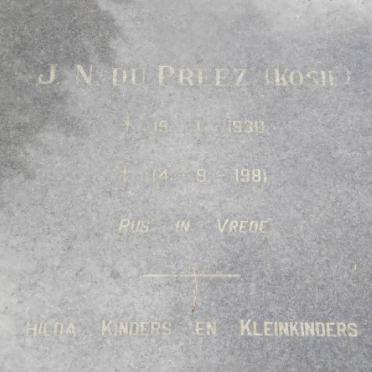 J. N. DU PREEZ (KOSIE)
19 . 1 . 1930
† 14 . 9 . 1981
RUS IN VREDE
HILDA KINDERS EN KLEINKINDERS